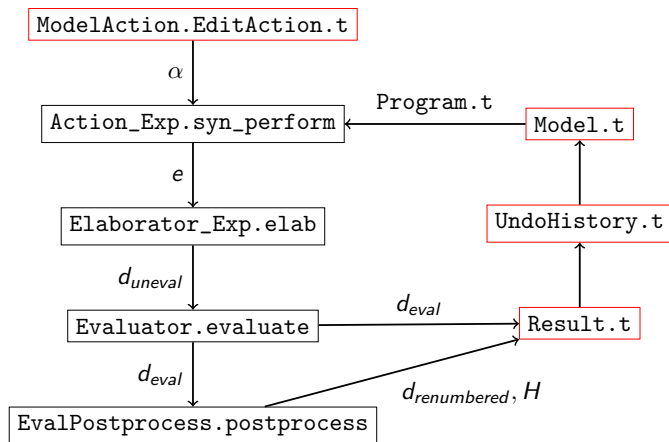 ModelAction.EditAction.t
α
Program.t
Action_Exp.syn_perform
Model.t
e
Elaborator_Exp.elab
UndoHistory.t
d_uneval
d_eval
Evaluator.evaluate
Result.t
d_eval
d_renumbered, H
EvalPostprocess.postprocess